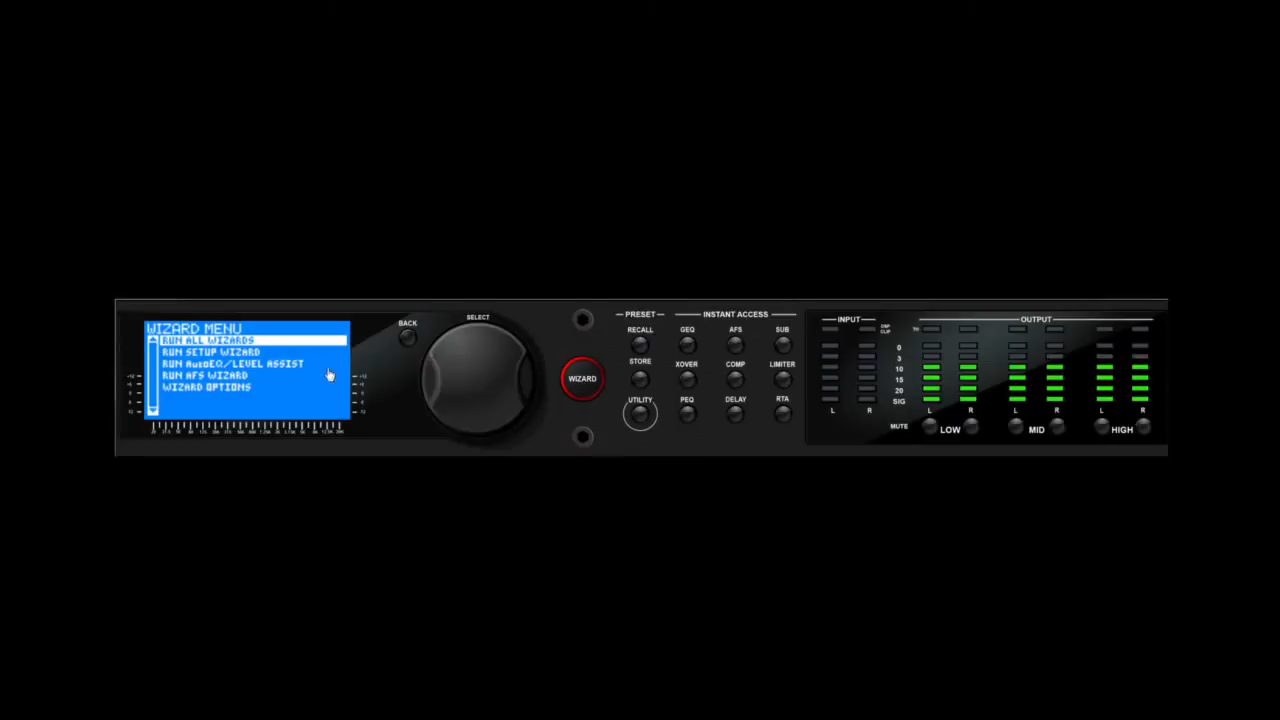 WIZARD MENU
RUN ALL WIZARDS
RUN SETUP WIZARD
RUN AutoEQ/LEVEL ASSIST
RUN AFS WIZARD
WIZARD OPTIONS
BACK
SELECT
WIZARD
PRESET
RECALL
STORE
UTILITY
INSTANT ACCESS
GEQ AFS SUB
XOVER COMP LIMITER
PEQ DELAY RTA
INPUT
L R
OUTPUT
0
3
10
15
20
SIG
L R L R L R
MUTE LOW MID HIGH